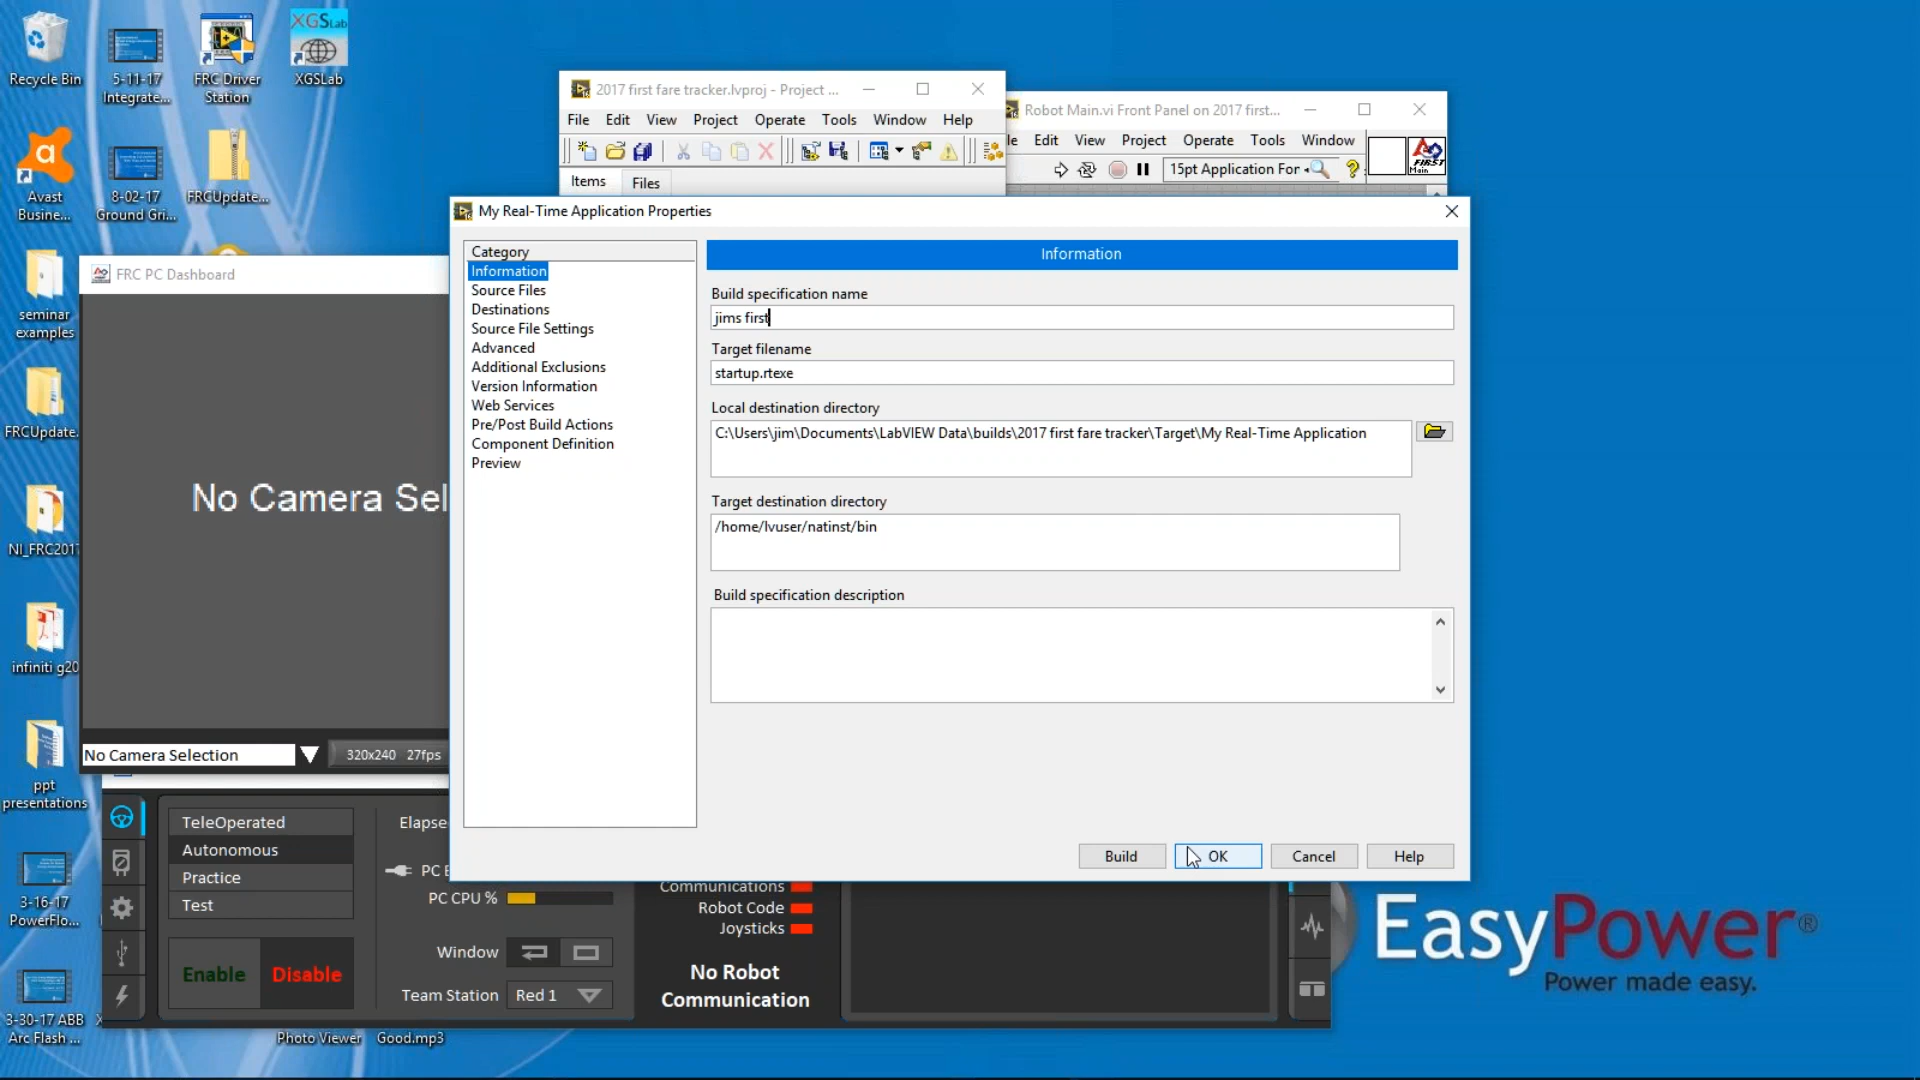 Recycle Bin
5-11-17
Integrate...
FRC Driver
Station
XGSLab
XGSLab
Avast
Busine...
8-02-17
Ground Gri...
FRCUpdate...
seminar
examples
FRCUpdate.
NI_FRC2017
infiniti g20
ppt
presentations
3-16-17
PowerFlo...
3-30-17 ABB
Arc Flash ...
Photo Viewer
Good.mp3
2017 first fare tracker.lvproj - Project ...
File Edit View Project Operate Tools Window Help
Items Files
Robot Main.vi Front Panel on 2017 first...
le Edit View Project Operate Tools Window
15pt Application For
FIRST
Main
My Real-Time Application Properties
Category
Information
Source Files
Destinations
Source File Settings
Advanced
Additional Exclusions
Version Information
Web Services
Pre/Post Build Actions
Component Definition
Preview
Information
Build specification name
jims first
Target filename
startup.rtexe
Local destination directory
C:\Users\jim\Documents\LabVIEW Data\builds\2017 first fare tracker\Target\My Real-Time Application
Target destination directory
/home/lvuser/natinst/bin
Build specification description
Build OK Cancel Help
FRC PC Dashboard
No Camera Sel
No Camera Selection
320x240 27fps
TeleOperated
Autonomous
Practice
Test
Enable Disable
Elapse
PC B
PC CPU %
Window
Team Station Red 1
Communications
Robot Code
Joysticks
No Robot
Communication
EasyPower®
Power made easy.